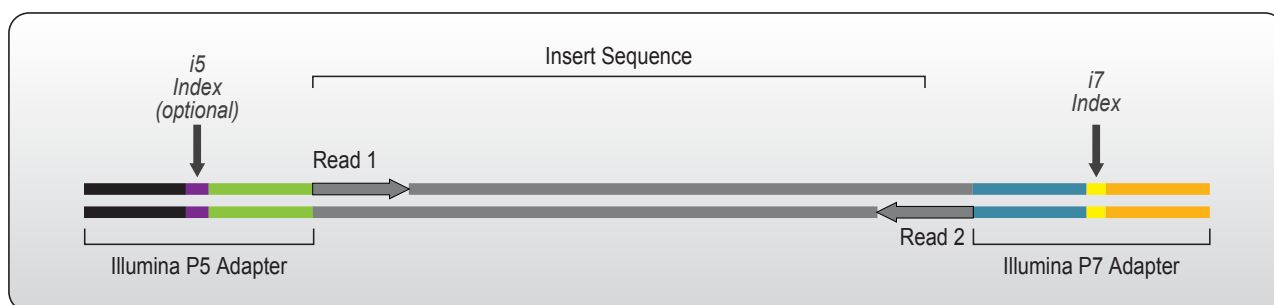 Insert Sequence
i5
Index
(optional)
i7
Index
Read 1
Read 2
Illumina P5 Adapter
Illumina P7 Adapter